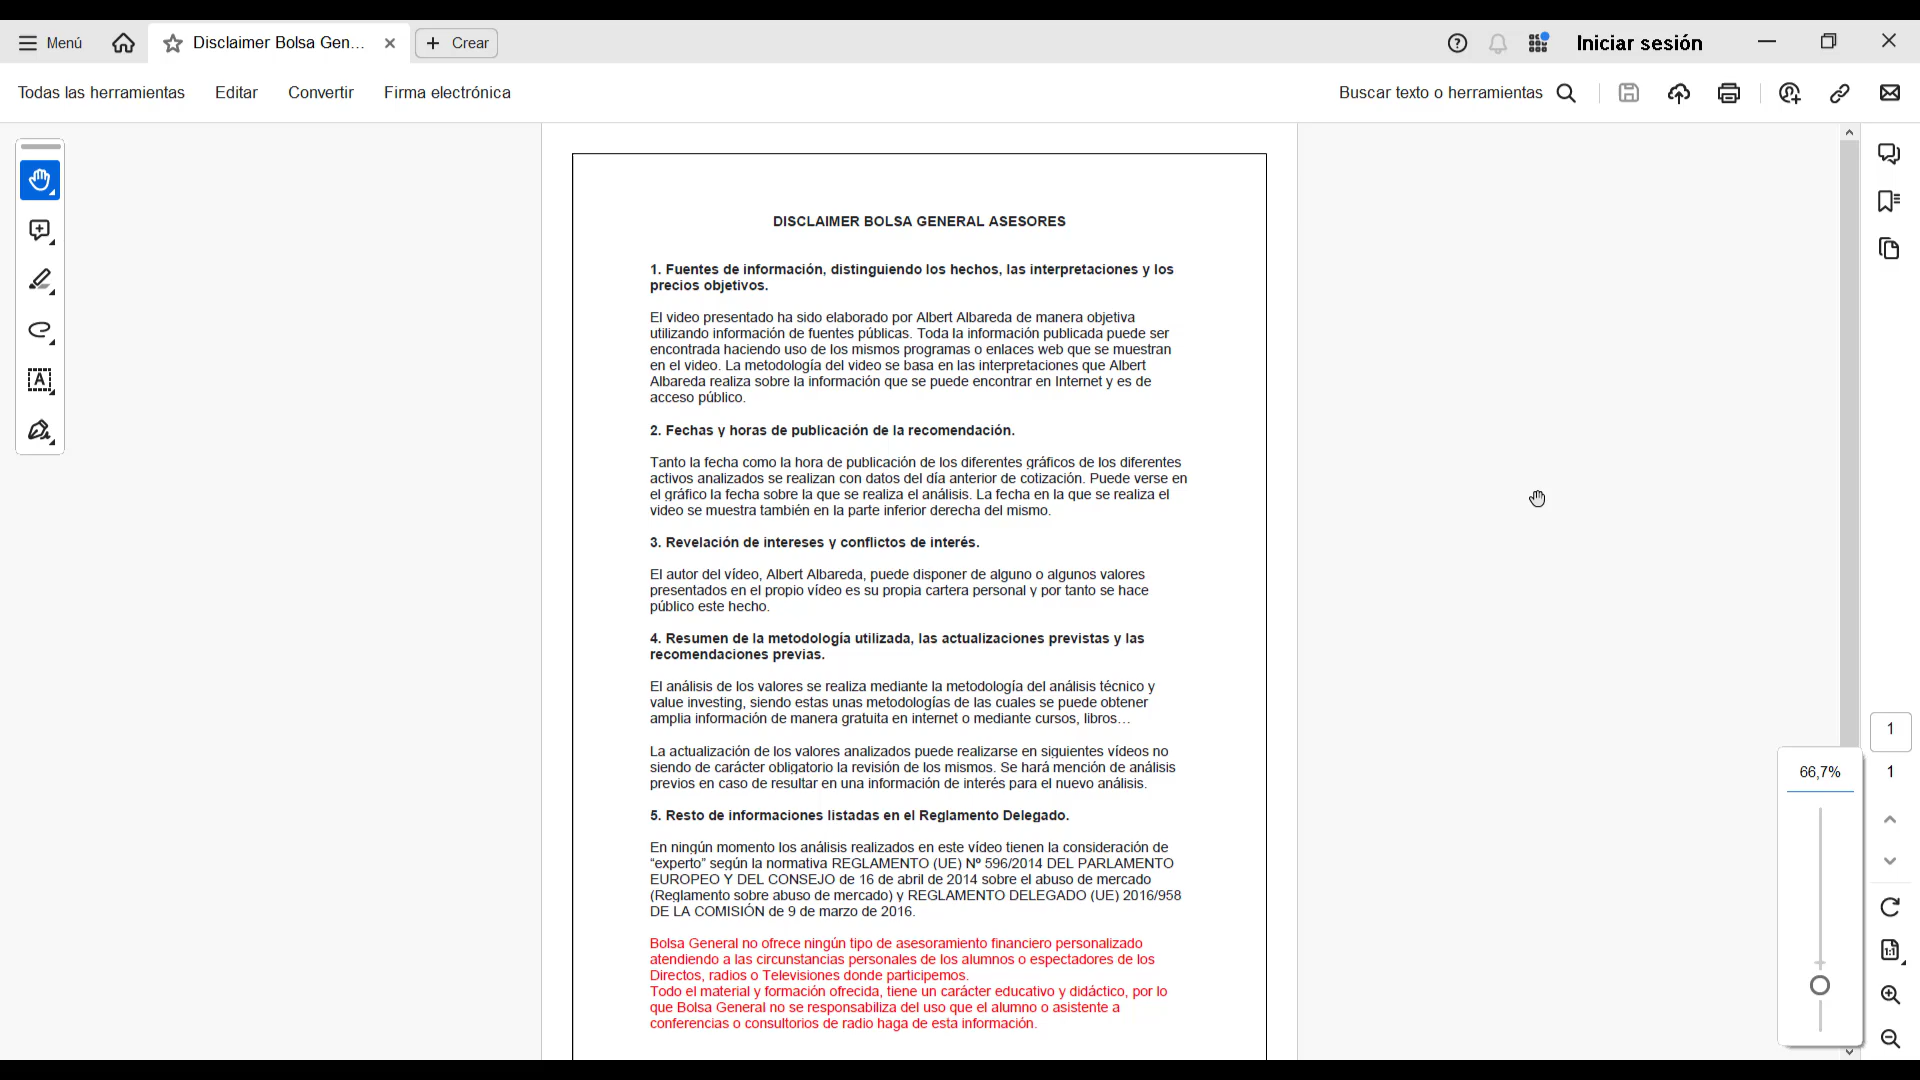 Menú
Disclaimer Bolsa Gen...
Crear
Iniciar sesión
Todas las herramientas
Editar
Convertir
Firma electrónica
Buscar texto o herramientas
DISCLAIMER BOLSA GENERAL ASESORES
1. Fuentes de información, distinguiendo los hechos, las interpretaciones y los
precios objetivos.
El video presentado ha sido elaborado por Albert Albareda de manera objetiva
utilizando información de fuentes públicas. Toda la información publicada puede ser
encontrada haciendo uso de los mismos programas o enlaces web que se muestran
en el video. La metodología del video se basa en las interpretaciones que Albert
Albareda realiza sobre la información que se puede encontrar en Internet y es de
acceso público.
2. Fechas y horas de publicación de la recomendación.
Tanto la fecha como la hora de publicación de los diferentes gráficos de los diferentes
activos analizados se realizan con datos del día anterior de cotización. Puede verse en
el gráfico la fecha sobre la que se realiza el análisis. La fecha en la que se realiza el
video se muestra también en la parte inferior derecha del mismo.
3. Revelación de intereses y conflictos de interés.
El autor del vídeo, Albert Albareda, puede disponer de alguno o algunos valores
presentados en el propio vídeo es su propia cartera personal y por tanto se hace
público este hecho.
4. Resumen de la metodología utilizada, las actualizaciones previstas y las
recomendaciones previas.
El análisis de los valores se realiza mediante la metodología del análisis técnico y
value investing, siendo estas unas metodologías de las cuales se puede obtener
amplia información de manera gratuita en internet o mediante cursos, libros…
La actualización de los valores analizados puede realizarse en siguientes vídeos no
siendo de carácter obligatorio la revisión de los mismos. Se hará mención de análisis
previos en caso de resultar en una información de interés para el nuevo análisis.
5. Resto de informaciones listadas en el Reglamento Delegado.
En ningún momento los análisis realizados en este vídeo tienen la consideración de
“experto” según la normativa REGLAMENTO (UE) Nº 596/2014 DEL PARLAMENTO
EUROPEO Y DEL CONSEJO de 16 de abril de 2014 sobre el abuso de mercado
(Reglamento sobre abuso de mercado) y REGLAMENTO DELEGADO (UE) 2016/958
DE LA COMISIÓN de 9 de marzo de 2016.
Bolsa General no ofrece ningún tipo de asesoramiento financiero personalizado
atendiendo a las circunstancias personales de los alumnos o espectadores de los
Directos, radios o Televisiones donde participemos.
Todo el material y formación ofrecida, tiene un carácter educativo y didáctico, por lo
que Bolsa General no se responsabiliza del uso que el alumno o asistente a
conferencias o consultorios de radio haga de esta información.
1
66,7%
1